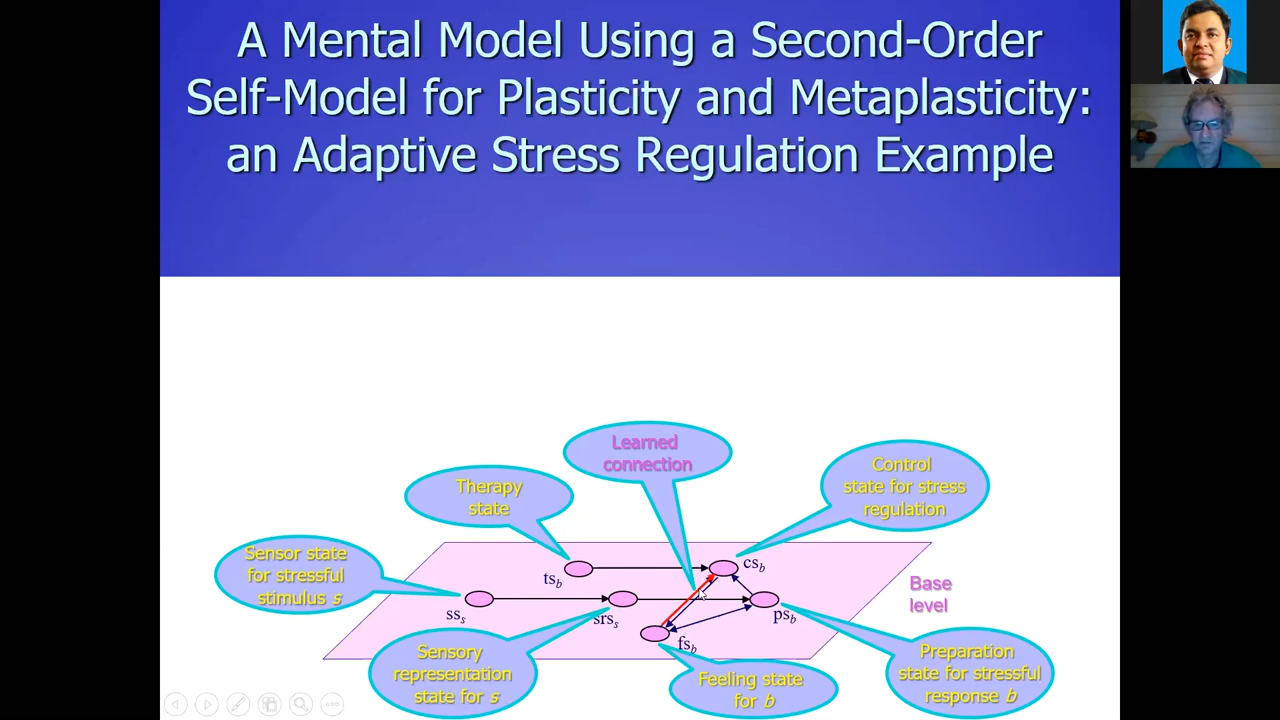 A Mental Model Using a Second-Order
Self-Model for Plasticity and Metaplasticity:
an Adaptive Stress Regulation Example
Learned
connection
Control
state for stress
regulation
Therapy
state
Sensor state
for stressful
stimulus s
cs_b
ts_b
Base
level
ss_s
srs_s
ps_b
fs_b
Sensory
representation
state for s
Feeling state
for b
Preparation
state for stressful
response b